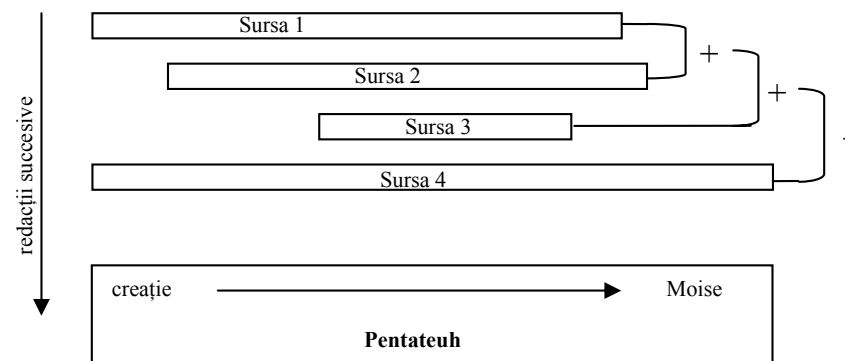 Sursa 1
+
Sursa 2
+
Sursa 3
Sursa 4
redacții succesive
creație
Moise
Pentateuh